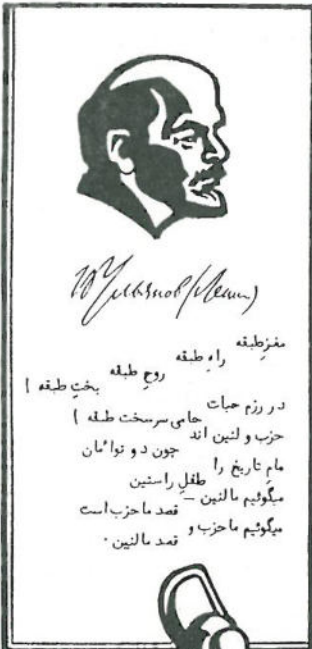 В Ульянов (Ленин)
مغزِ طبقه
راهِ طبقه
روحِ طبقه
بختِ طبقه !
در رزم حیات
حامی سرسخت طبقه !
حزب و لنین اند
چون دو توأمان
مامِ تاریخ را
طفلِ راستین
میگوئیم مالنین –
قصد ما حزب است
میگوئیم ما حزب و
قصد مالنین .